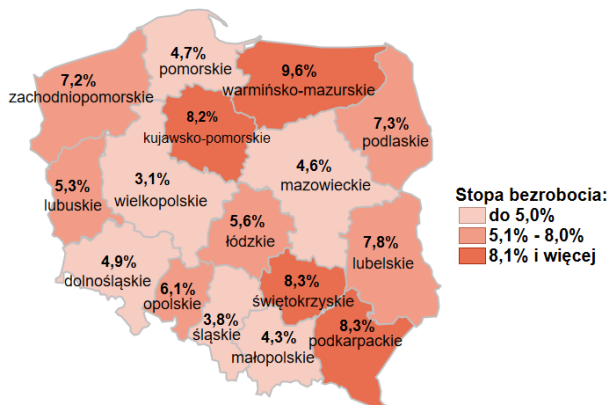 4,7%
pomorskie
9,6%
warmińsko-mazurskie
7,2%
zachodniopomorskie
8,2%
kujawsko-pomorskie
7,3%
podlaskie
5,3%
lubuskie
3,1%
wielkopolskie
4,6%
mazowieckie
5,6%
łódzkie
7,8%
lubelskie
4,9%
dolnośląskie
6,1%
opolskie
3,8%
śląskie
8,3%
świętokrzyskie
4,3%
małopolskie
8,3%
podkarpackie
Stopa bezrobocia:
do 5,0%
5,1% - 8,0%
8,1% i więcej